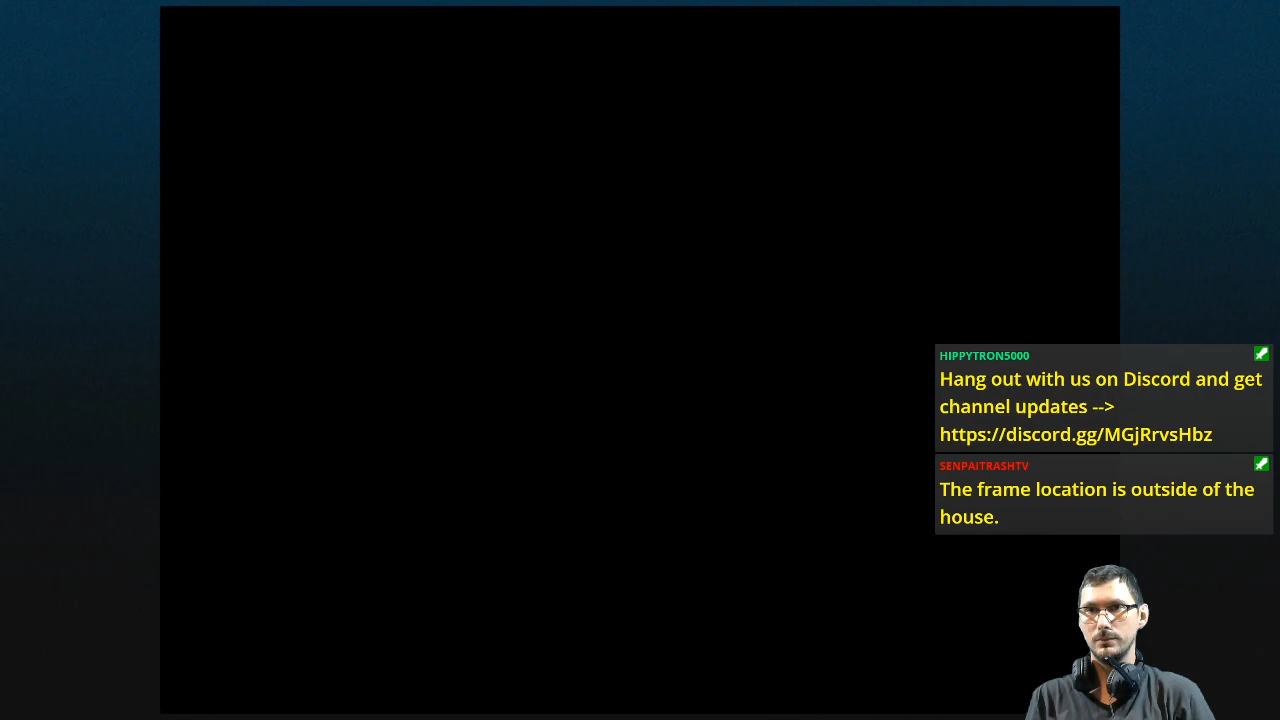 HIPPYTRON5000
Hang out with us on Discord and get
channel updates -->
https://discord.gg/MGjRrvsHbz
SENPAITRASHTV
The frame location is outside of the
house.